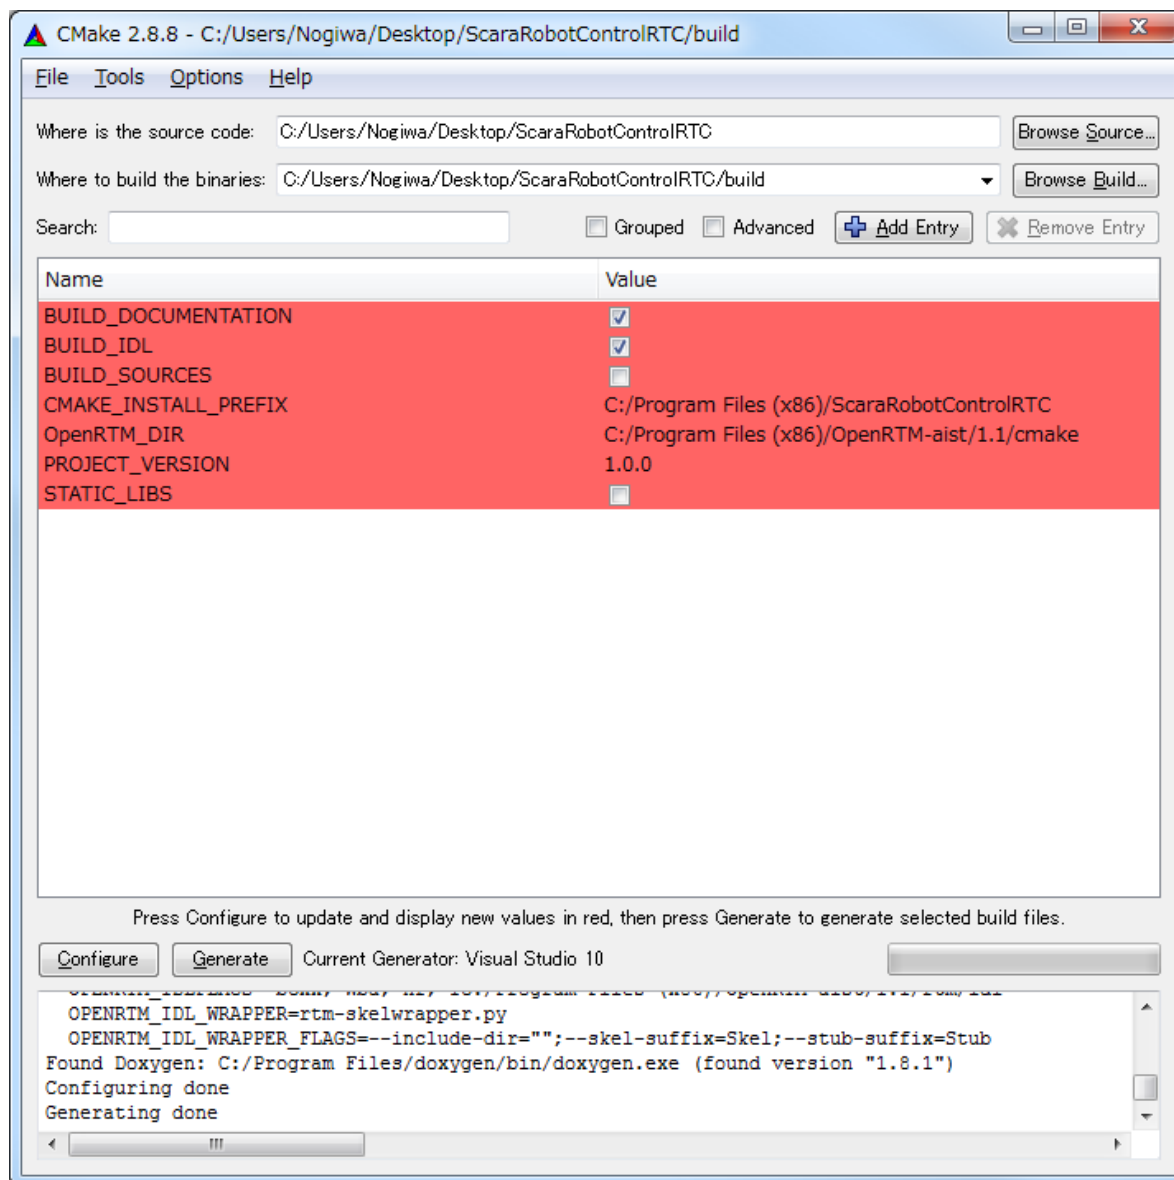 CMake 2.8.8 - C:/Users/Nogiwa/Desktop/ScaraRobotControlRTC/build
File Tools Options Help
Where is the source code: C:/Users/Nogiwa/Desktop/ScaraRobotControlRTC Browse Source...
Where to build the binaries: C:/Users/Nogiwa/Desktop/ScaraRobotControlRTC/build Browse Build...
Search: Grouped Advanced Add Entry Remove Entry
Name Value
BUILD_DOCUMENTATION
BUILD_IDL
BUILD_SOURCES
CMAKE_INSTALL_PREFIX C:/Program Files (x86)/ScaraRobotControlRTC
OpenRTM_DIR C:/Program Files (x86)/OpenRTM-aist/1.1/cmake
PROJECT_VERSION 1.0.0
STATIC_LIBS
Press Configure to update and display new values in red, then press Generate to generate selected build files.
Configure Generate Current Generator: Visual Studio 10
OPENRTM_IDL_WRAPPER=rtm-skelwrapper.py
OPENRTM_IDL_WRAPPER_FLAGS=--include-dir="";--skel-suffix=Skel;--stub-suffix=Stub
Found Doxygen: C:/Program Files/doxygen/bin/doxygen.exe (found version "1.8.1")
Configuring done
Generating done